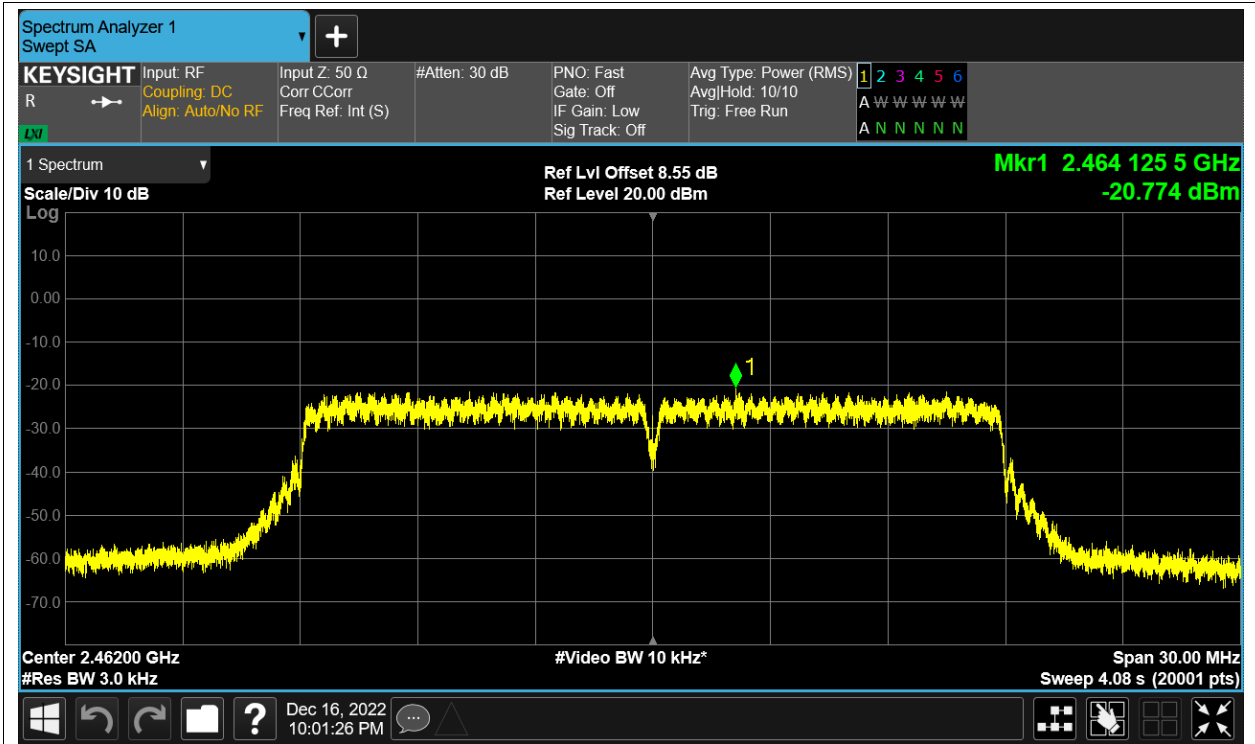 Spectrum Analyzer 1
Swept SA
KEYSIGHT
R
LXI
Input: RF
Coupling: DC
Align: Auto/No RF
Input Z: 50 Ω
Corr CCorr
Freq Ref: Int (S)
#Atten: 30 dB
PNO: Fast
Gate: Off
IF Gain: Low
Sig Track: Off
Avg Type: Power (RMS)
Avg|Hold: 10/10
Trig: Free Run
1 2 3 4 5 6
A W W W W W
A N N N N N
1 Spectrum
Scale/Div 10 dB
Ref Lvl Offset 8.55 dB
Ref Level 20.00 dBm
Mkr1 2.464 125 5 GHz
-20.774 dBm
Log
10.0
0.00
-10.0
-20.0
-30.0
-40.0
-50.0
-60.0
-70.0
1
Center 2.46200 GHz
#Res BW 3.0 kHz
#Video BW 10 kHz*
Span 30.00 MHz
Sweep 4.08 s (20001 pts)
?
Dec 16, 2022
10:01:26 PM